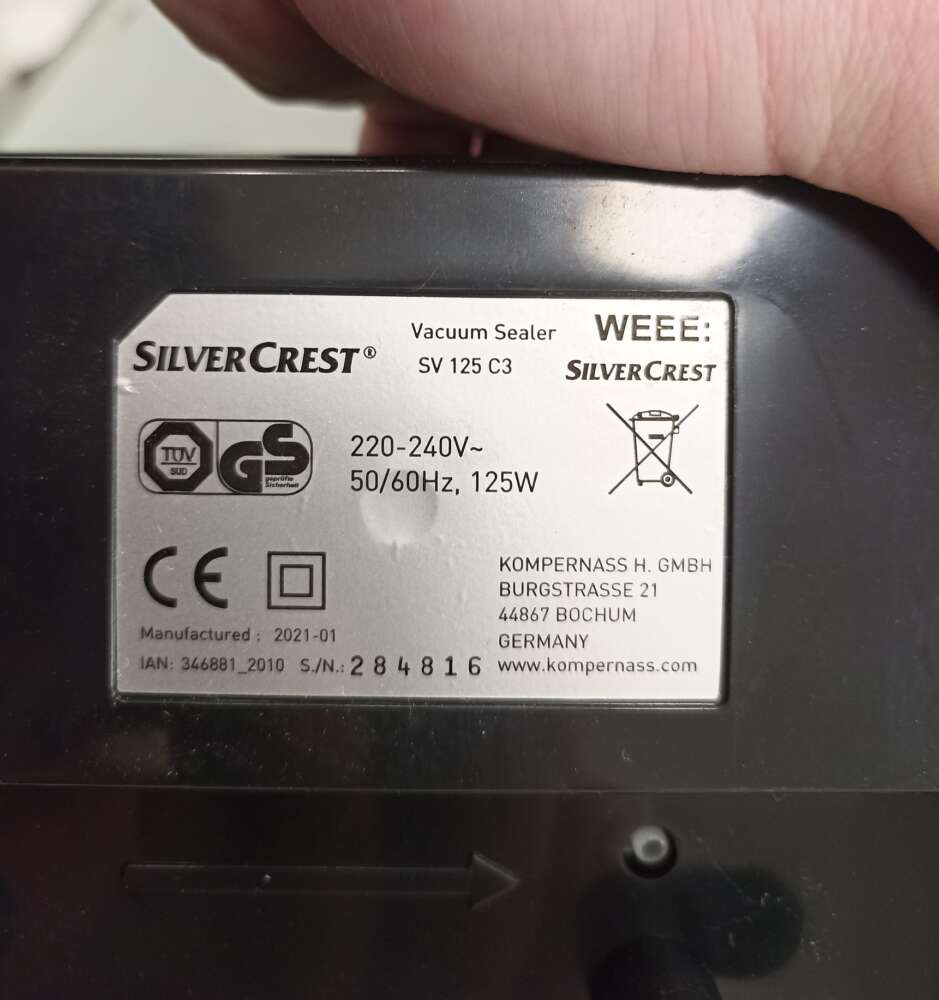 SILVERCREST®
Vacuum Sealer
SV 125 C3
WEEE:
SILVERCREST
TÜV
SÜD
GS
geprüfte
Sicherheit
220-240V~
50/60Hz, 125W
CE
KOMPERNASS H. GMBH
BURGSTRASSE 21
44867 BOCHUM
GERMANY
www.kompernass.com
Manufactured : 2021-01
IAN: 346881_2010 S./N.: 284816